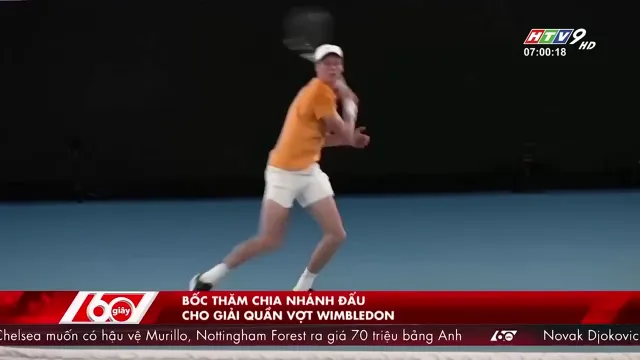 HTV9 HD
07:00:18
60 giây
BỐC THĂM CHIA NHÁNH ĐẤU
CHO GIẢI QUẦN VỢT WIMBLEDON
Chelsea muốn có hậu vệ Murillo, Nottingham Forest ra giá 70 triệu bảng Anh 60 Novak Djokovic